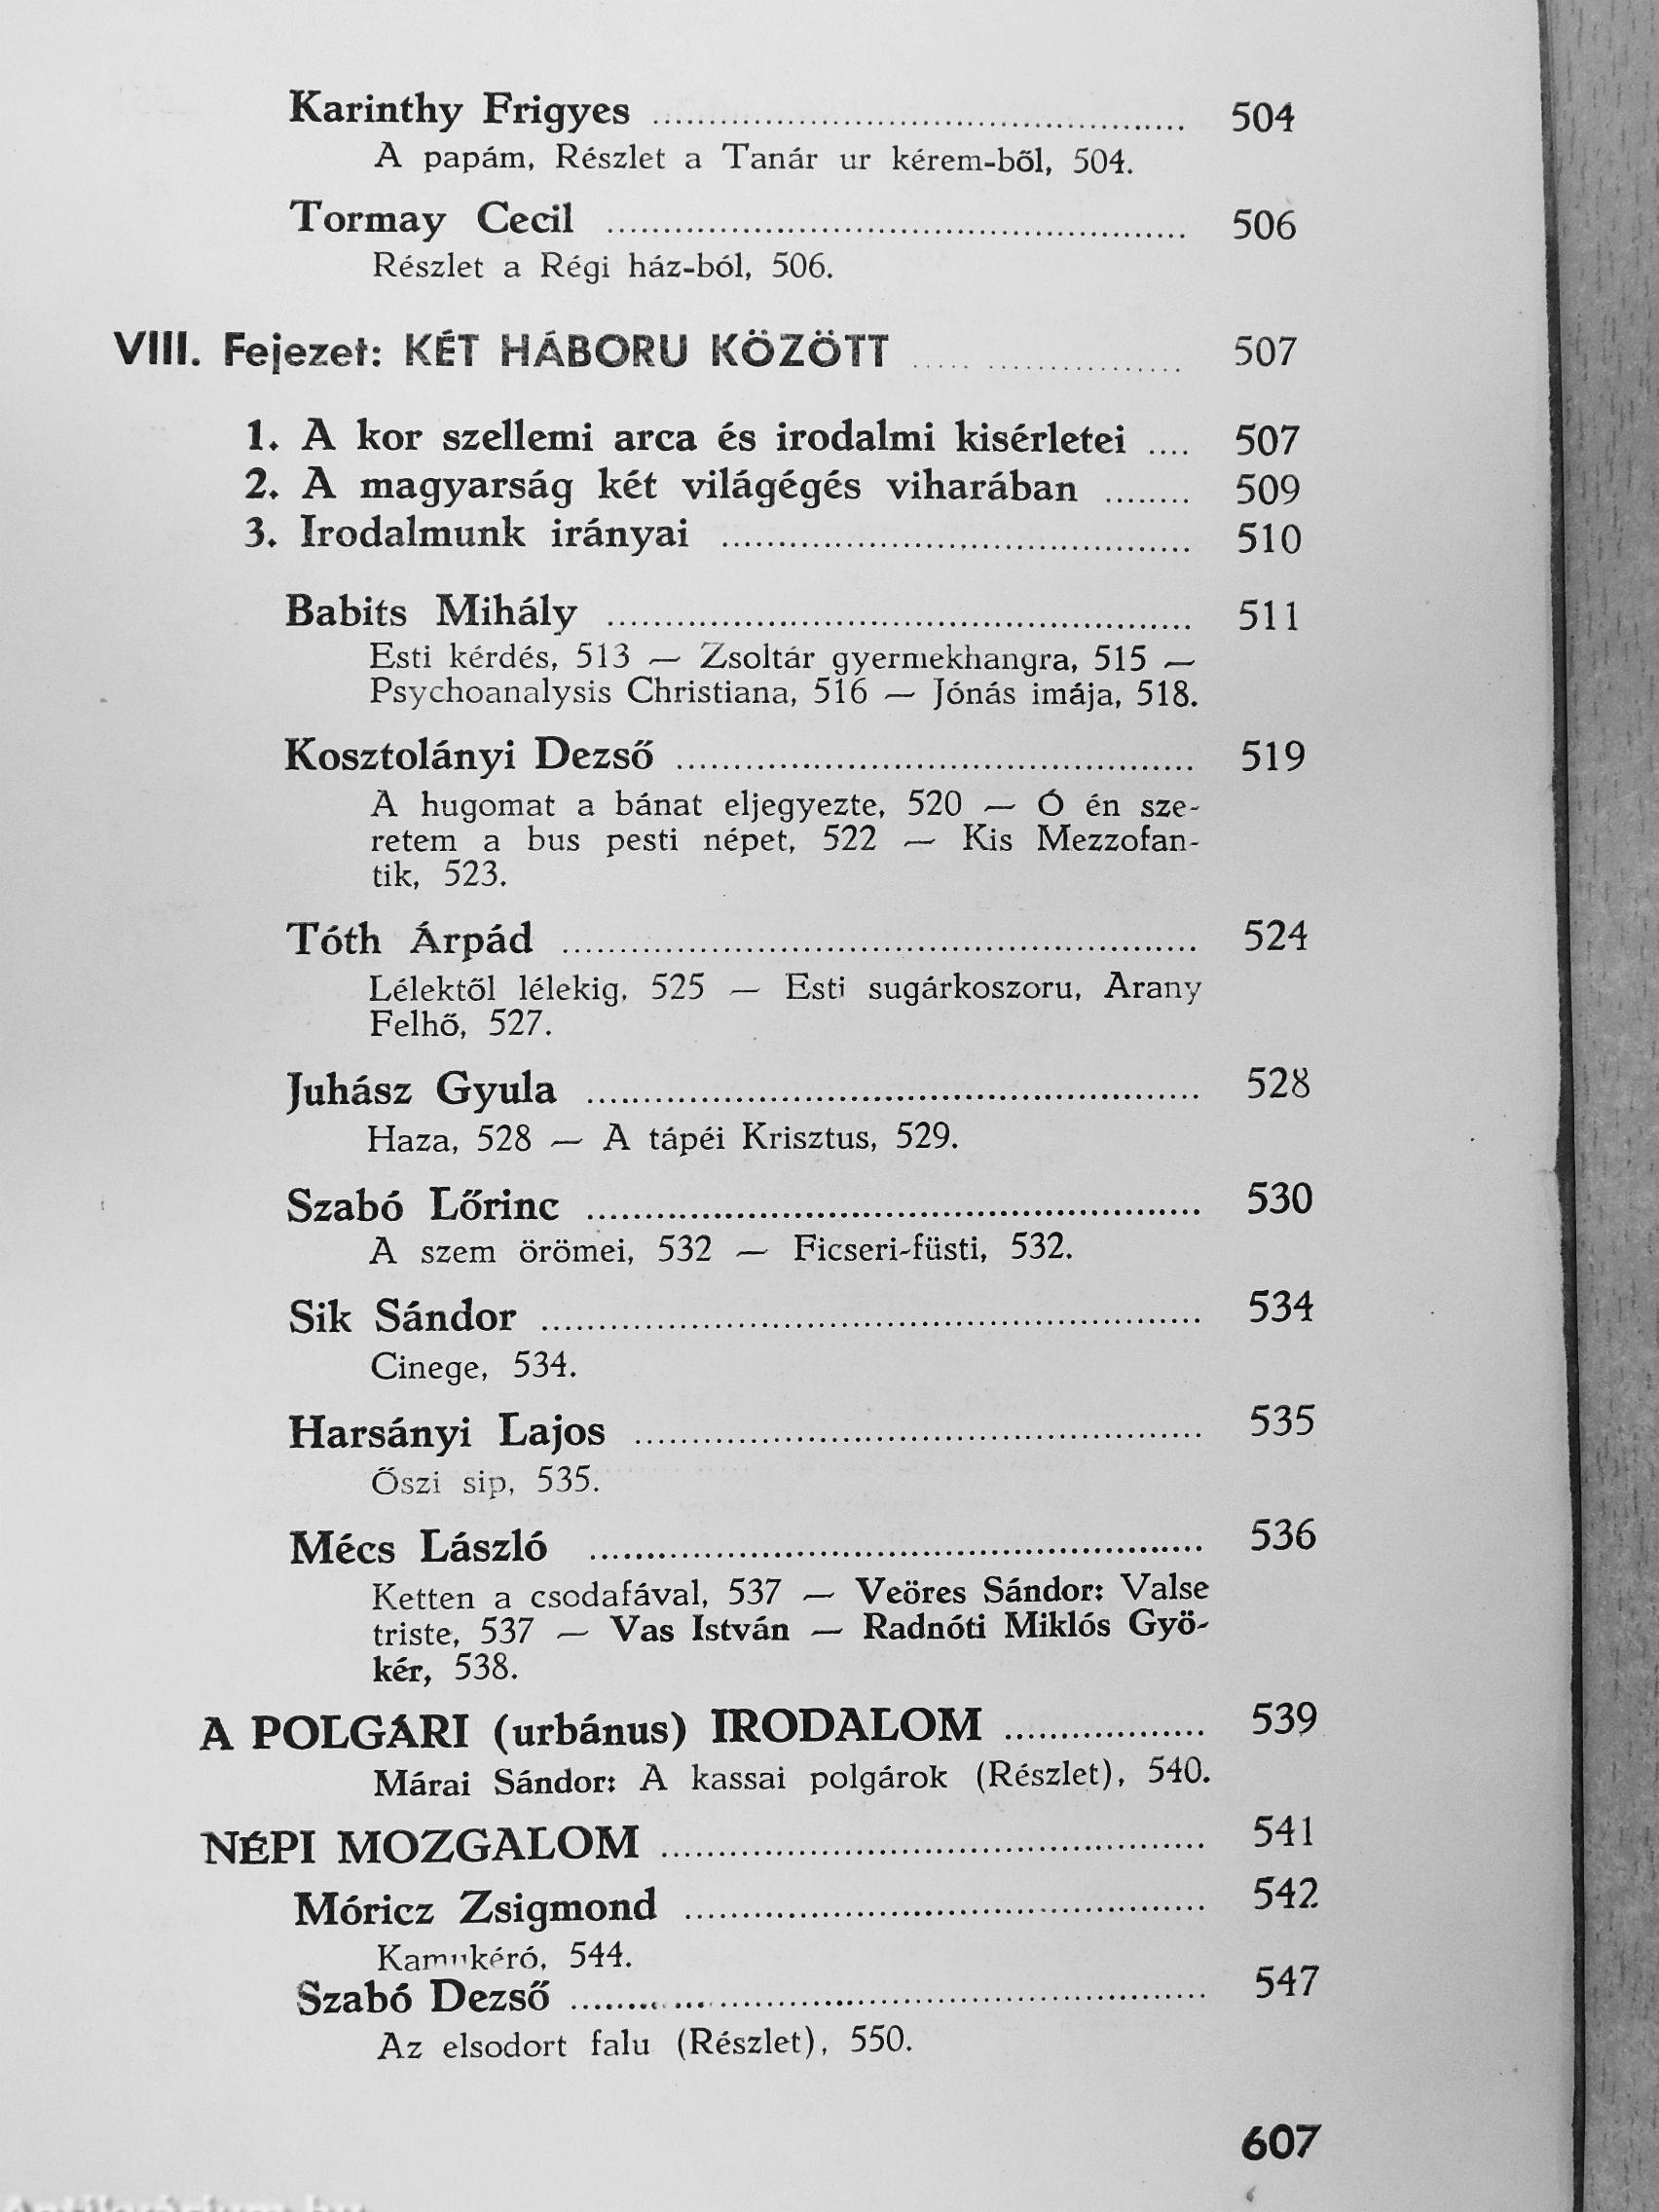 Karinthy Frigyes ........ 504
A papám, Részlet a Tanár ur kérem-ből, 504.
Tormay Cecil ........ 506
Részlet a Régi ház-ból, 506.
VIII. Fejezet: KÉT HÁBORU KÖZÖTT ........ 507
1. A kor szellemi arca és irodalmi kisérletei .... 507
2. A magyarság két világégés viharában ........ 509
3. Irodalmunk irányai ........ 510
Babits Mihály ........ 511
Esti kérdés, 513 — Zsoltár gyermekhangra, 515 —
Psychoanalysis Christiana, 516 — Jónás imája, 518.
Kosztolányi Dezső ........ 519
A hugomat a bánat eljegyezte, 520 — Ó én sze-
retem a bus pesti népet, 522 — Kis Mezzofan-
tik, 523.
Tóth Árpád ........ 524
Lélektől lélekig, 525 — Esti sugárkoszoru, Arany
Felhő, 527.
Juhász Gyula ........ 528
Haza, 528 — A tápéi Krisztus, 529.
Szabó Lőrinc ........ 530
A szem örömei, 532 — Ficseri-füsti, 532.
Sik Sándor ........ 534
Cinege, 534.
Harsányi Lajos ........ 535
Őszi sip, 535.
Mécs László ........ 536
Ketten a csodafával, 537 — Veöres Sándor: Valse
triste, 537 — Vas István — Radnóti Miklós Gyö-
kér, 538.
A POLGÁRI (urbánus) IRODALOM ........ 539
Márai Sándor: A kassai polgárok (Részlet), 540.
NÉPI MOZGALOM ........ 541
Móricz Zsigmond ........ 542
544.
Szabó Dezső ........ 547
Az elsodort falu (Részlet), 550.
607